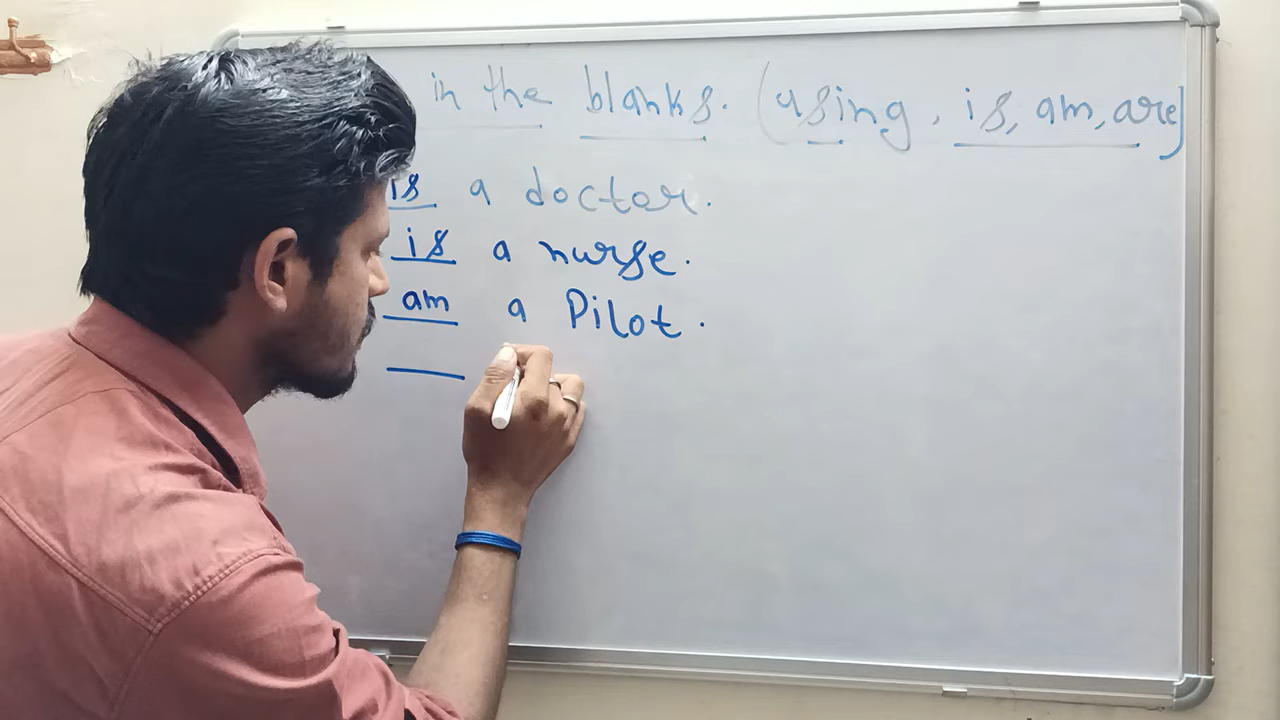 in the blanks. (using, is, am, are)
is a doctor.
is a nurse.
am a Pilot.